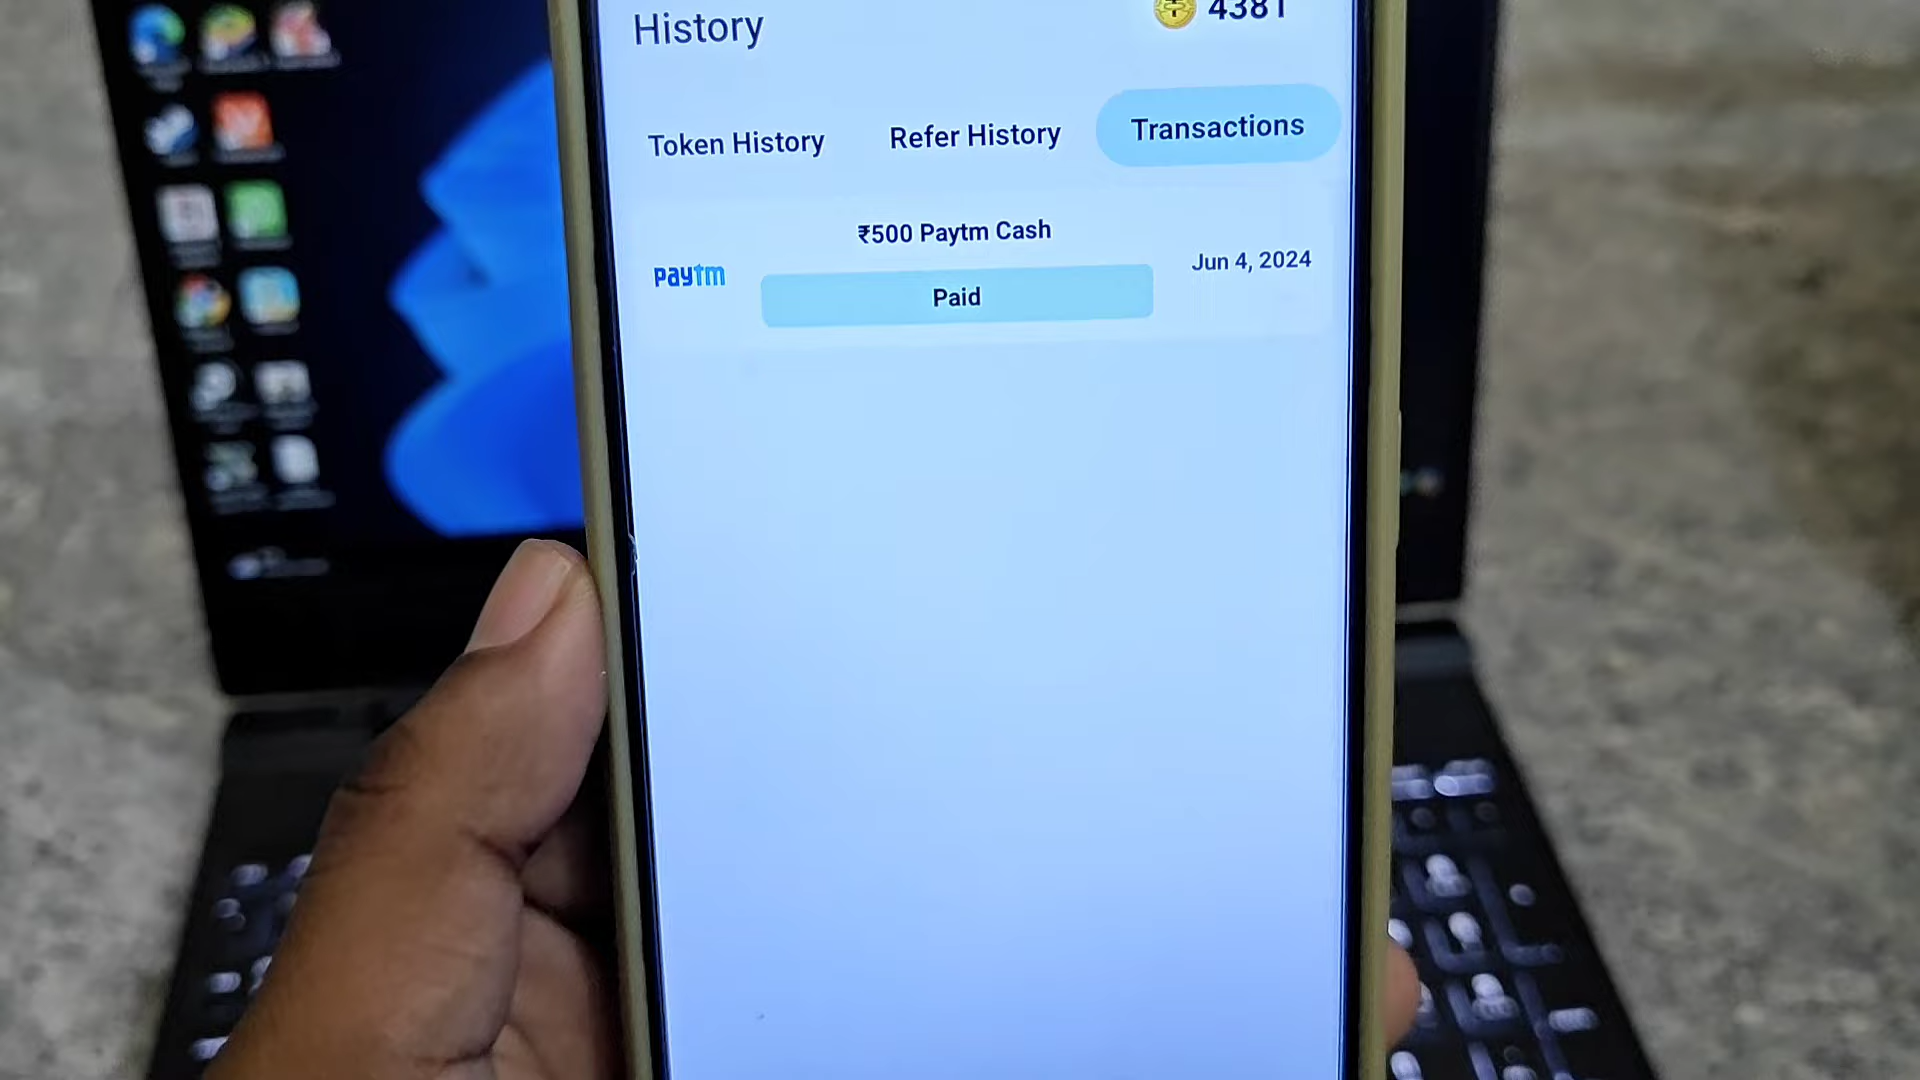 History
4381
Token History
Refer History
Transactions
₹500 Paytm Cash
paytm
Paid
Jun 4, 2024